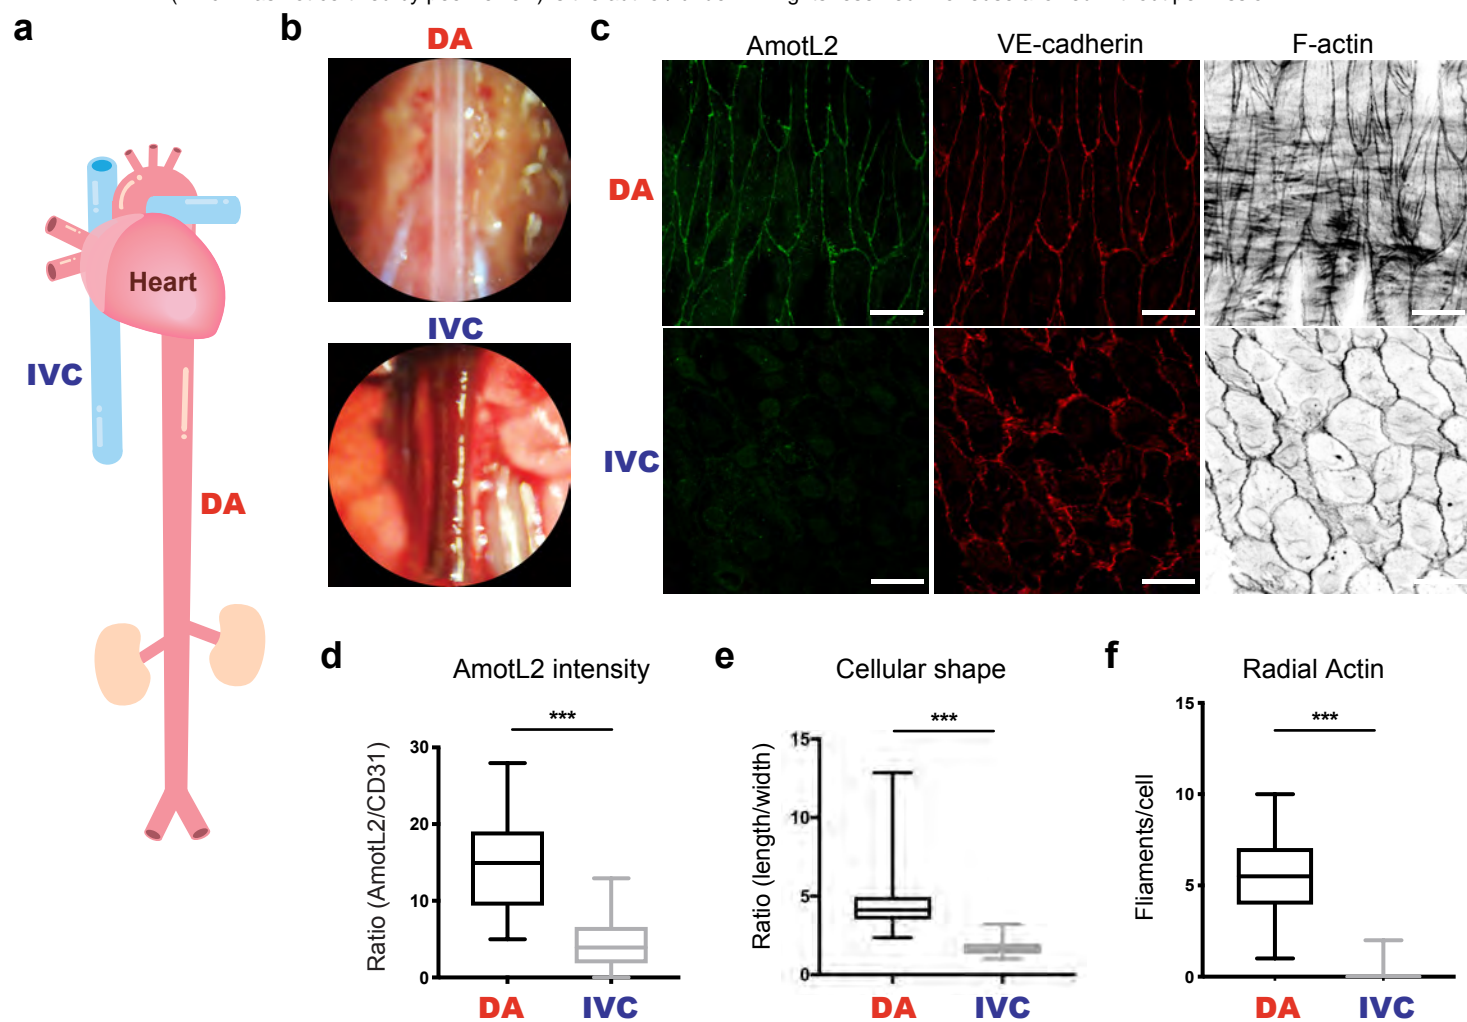 a
b
c
DA
AmotL2
VE-cadherin
F-actin
DA
Heart
IVC
IVC
IVC
DA
d
AmotL2 intensity
e
Cellular shape
f
Radial Actin
***
***
***
Ratio (AmotL2/CD31)
30
20
10
0
DA
IVC
Ratio (length/width)
15
10
5
0
DA
IVC
Fliaments/cell
15
10
5
0
DA
IVC